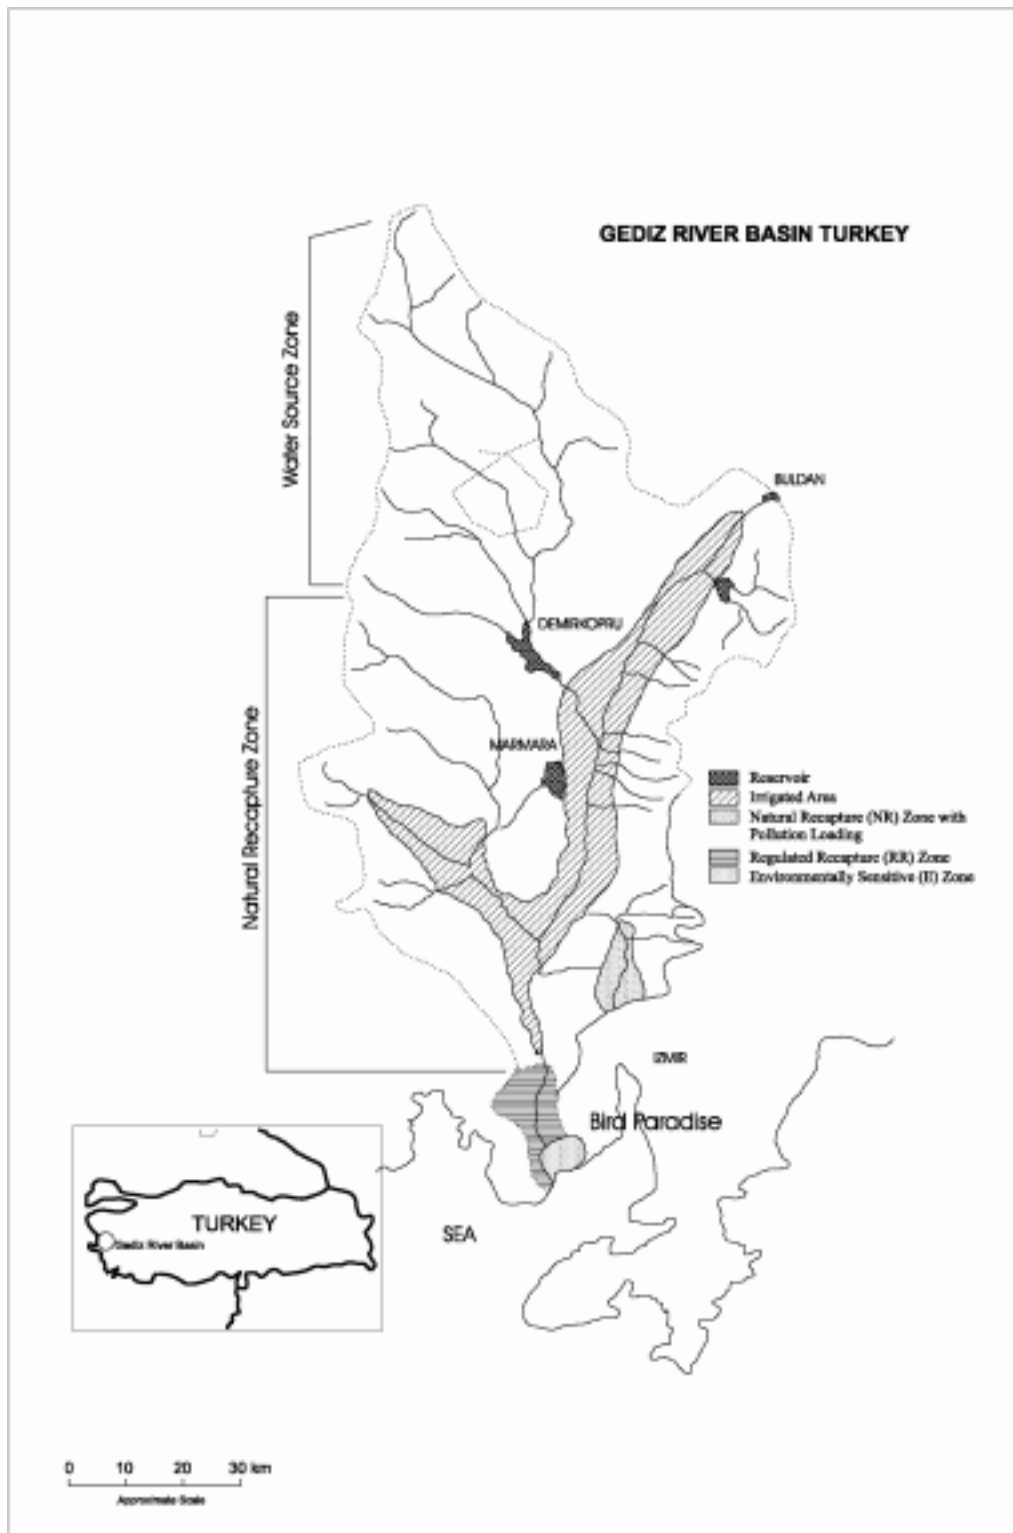 GEDIZ RIVER BASIN TURKEY
Water Source Zone
BULDAN
DEMIRKOPRU
Natural Recapture Zone
MARMARA
Reservoir
Irrigated Area
Natural Recapture (NR) Zone with
Pollution Loading
Regulated Recapture (RR) Zone
Environmentally Sensitive (E) Zone
IZMIR
Bird Paradise
TURKEY
Gediz River Basin
SEA
0 10 20 30 km
Approximate Scale